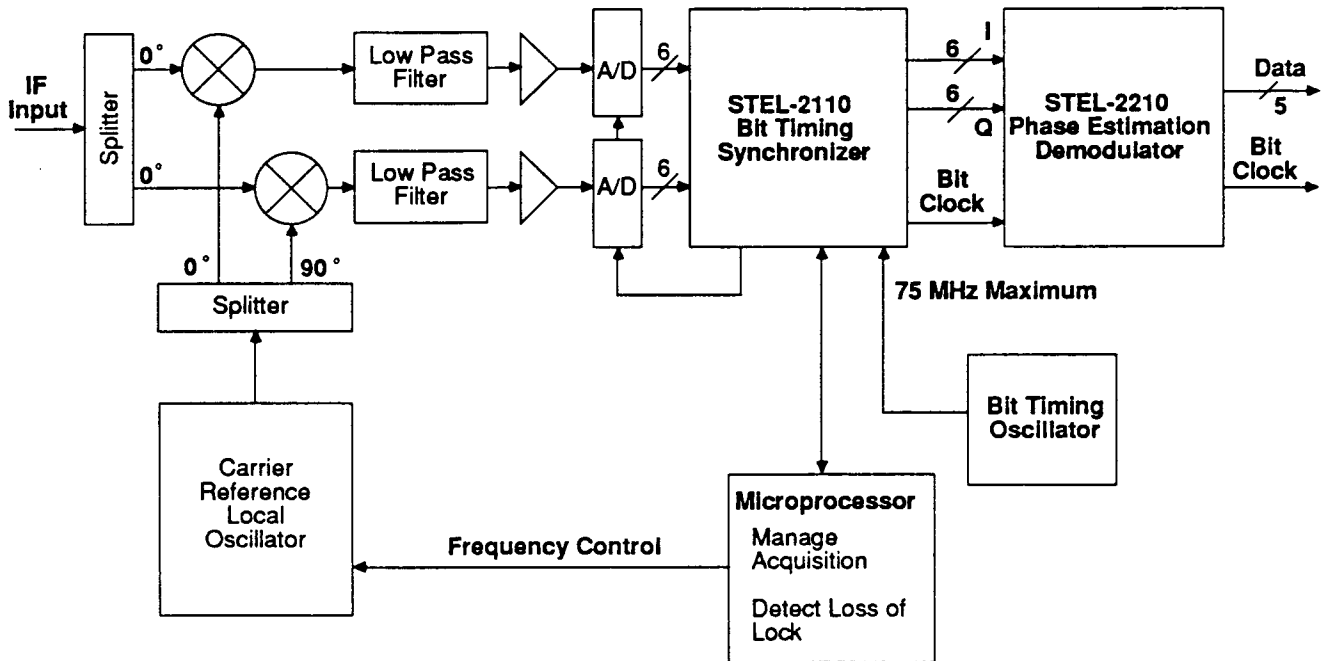 IF
Input
Splitter
0°
0°
Low Pass
Filter
Low Pass
Filter
A/D
A/D
6
6
STEL-2110
Bit Timing
Synchronizer
6
I
6
Q
Bit
Clock
STEL-2210
Phase Estimation
Demodulator
Data
5
Bit
Clock
0°
90°
Splitter
75 MHz Maximum
Bit Timing
Oscillator
Carrier
Reference
Local
Oscillator
Frequency Control
Microprocessor
Manage
Acquisition
Detect Loss of
Lock